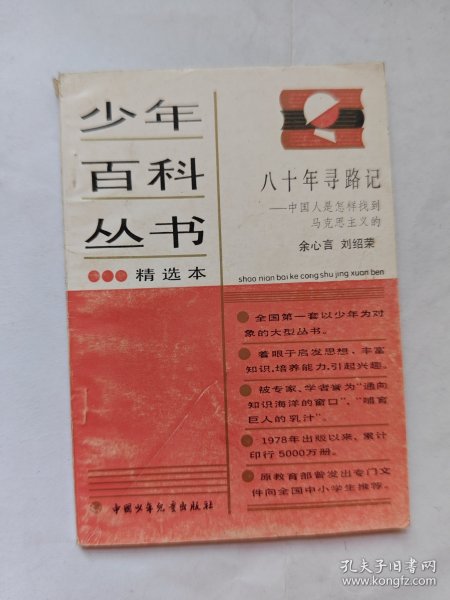 少年
百科
丛书
精选本
八十年寻路记
——中国人是怎样找到
马克思主义的
余心言 刘绍荣
shao nian bai ke cong shu jing xuan ben
全国第一套以少年为对
象的大型丛书。
着眼于启发思想、丰富
知识,培养能力,引起兴趣。
被专家、学者誉为“通向
知识海洋的窗口”、“哺育
巨人的乳汁”。
1978年出版以来,累计
印行5000万册。
原教育部曾发出专门文
件向全国中小学生推荐。
中国少年儿童出版社
孔夫子旧书网
www.kongfz.com